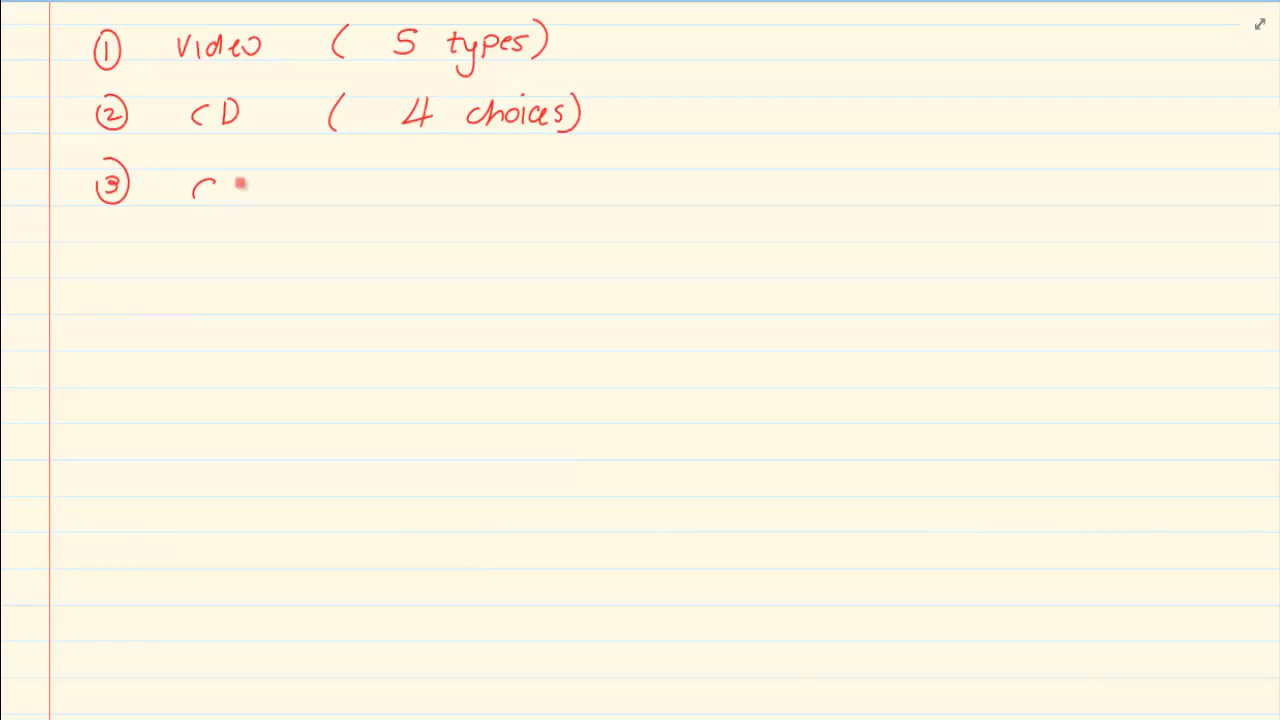 ① Video ( 5 types)
② CD ( 4 choices)
③ C